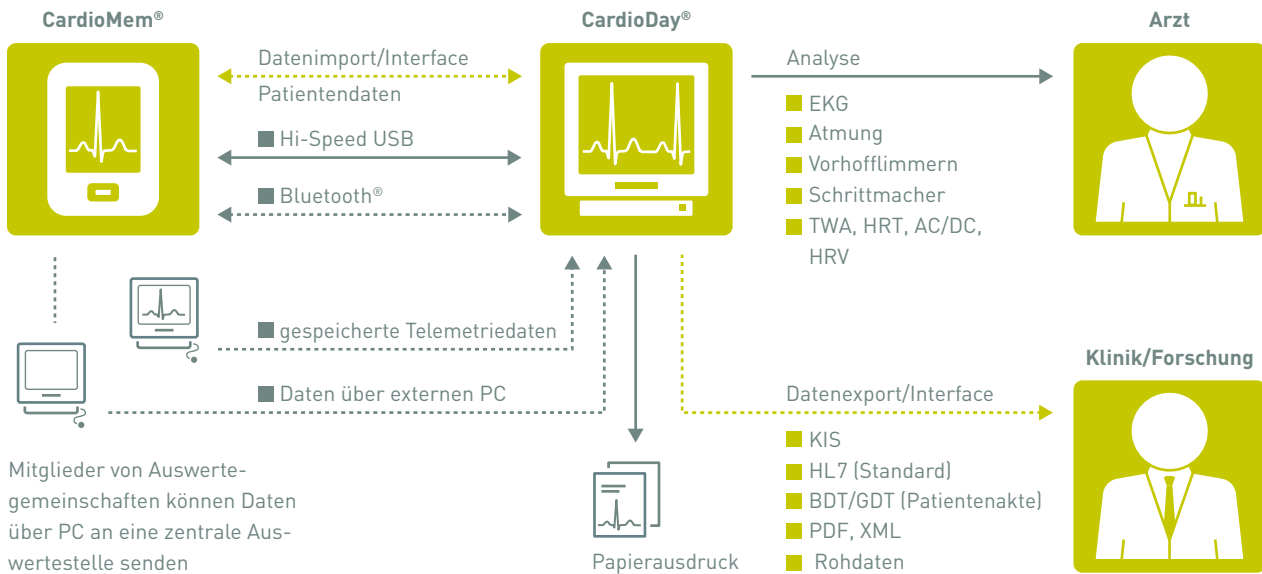 CardioMem®
CardioDay®
Arzt
Datenimport/Interface
Patientendaten
Hi-Speed USB
Bluetooth®
Analyse
EKG
Atmung
Vorhofflimmern
Schrittmacher
TWA, HRT, AC/DC,
HRV
gespeicherte Telemetriedaten
Daten über externen PC
Mitglieder von Auswerte-
gemeinschaften können Daten
über PC an eine zentrale Aus-
wertestelle senden
Papierausdruck
Klinik/Forschung
Datenexport/Interface
KIS
HL7 (Standard)
BDT/GDT (Patientenakte)
PDF, XML
Rohdaten